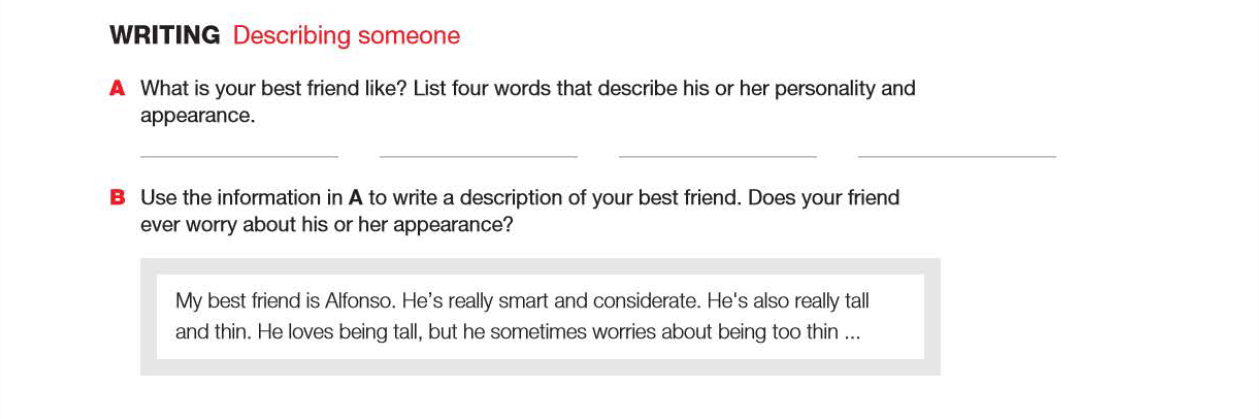 WRITING Describing someone
A What is your best friend like? List four words that describe his or her personality and
appearance.
B Use the information in A to write a description of your best friend. Does your friend
ever worry about his or her appearance?
My best friend is Alfonso. He’s really smart and considerate. He's also really tall
and thin. He loves being tall, but he sometimes worries about being too thin ...